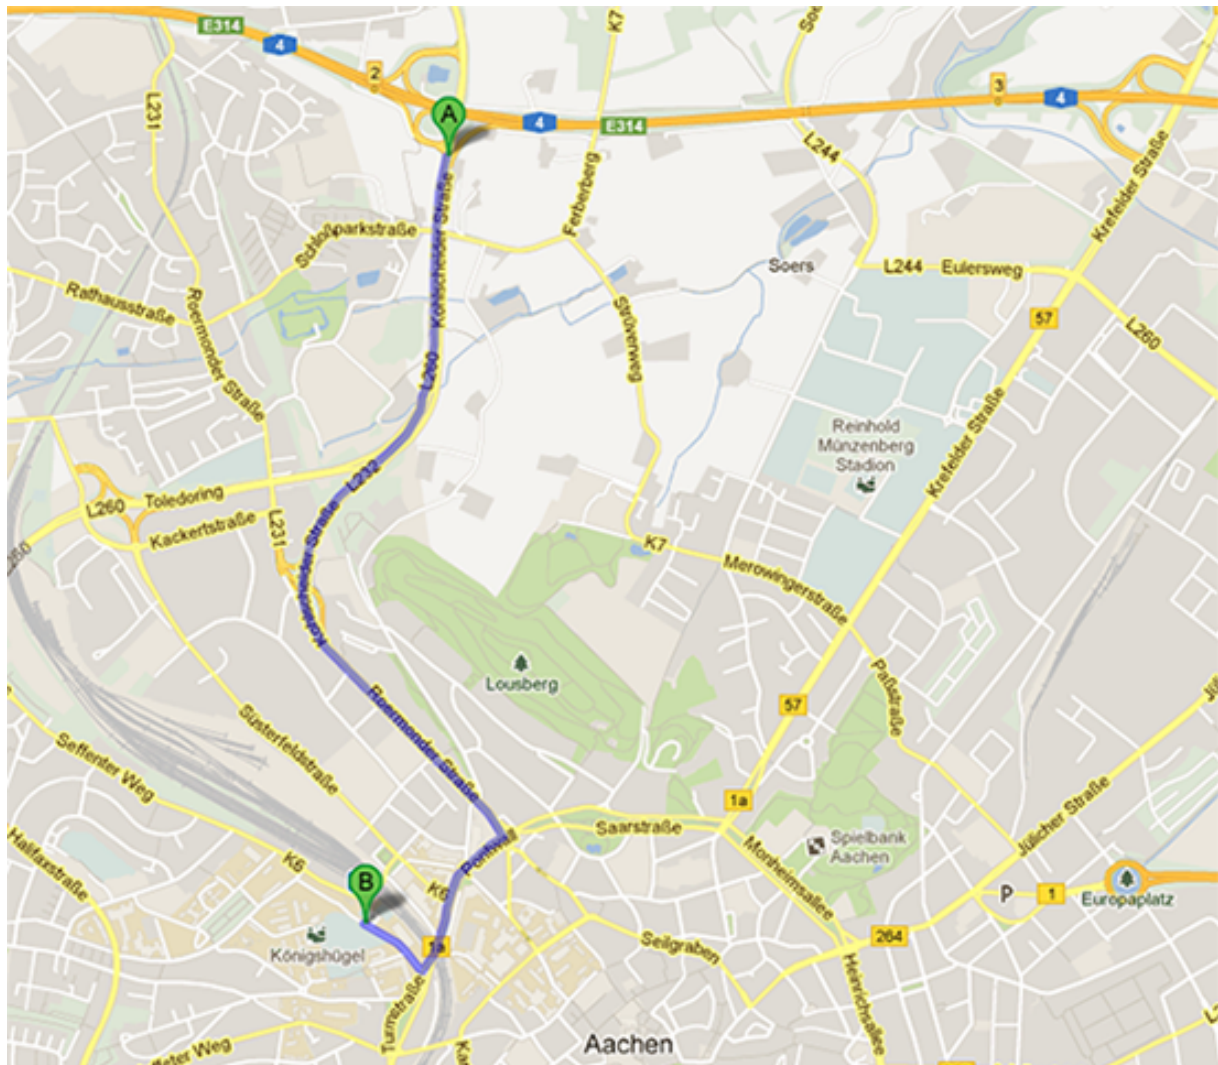 E314
4
K7
Soe
2
3
4
L231
A
4
E314
L244
Krefelder Straße
Kohlscheider Straße
Ferberberg
Schloßparkstraße
Soers
L244
Eulersweg
Rathausstraße
Roermonder Straße
Strüverweg
57
L260
L260
Reinhold
Münzenberg
Stadion
Krefelder Straße
L232
Toledoring
L260
Kackertstraße
L231
Kohlscheider Straße
K7
Merowingerstraße
Lousberg
Paßstraße
57
Roermonder Straße
Süsterfeldstraße
Seffenter Weg
1a
Saarstraße
Jülicher Straße
Spielbank
Aachen
Monheimsallee
Halifaxstraße
K6
Pontwall
B
K6
P
1
Europaplatz
Königshügel
1a
Seilgraben
264
Turmstraße
Heinrichsallee
Aachen